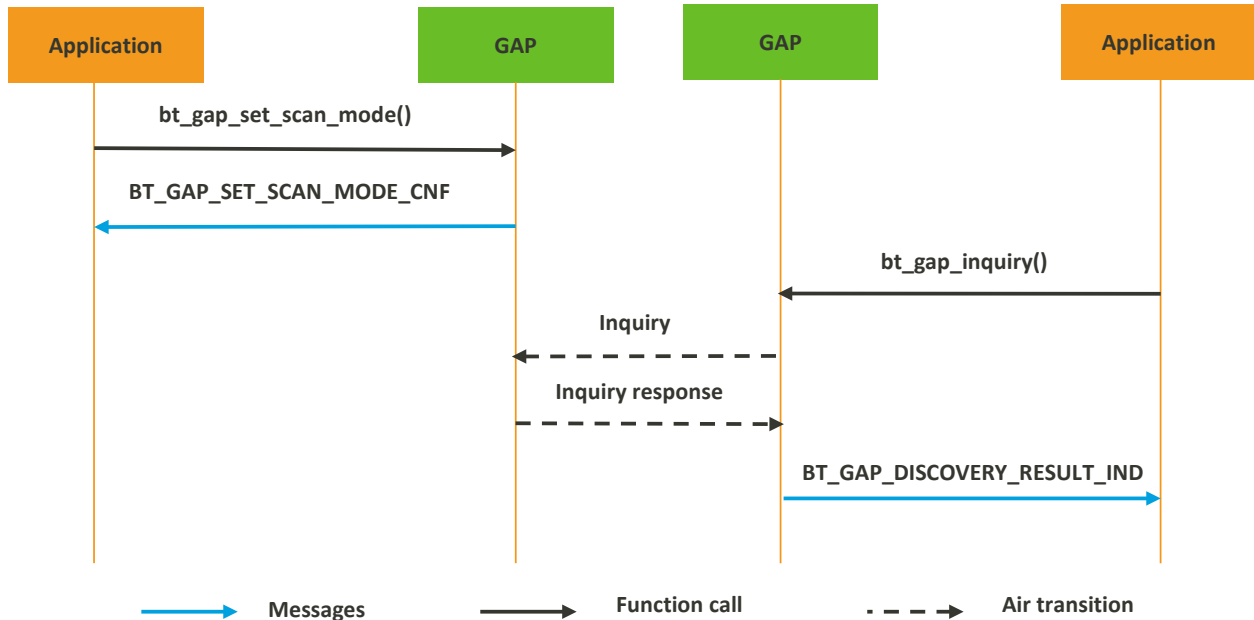 Application
GAP
GAP
Application
bt_gap_set_scan_mode()
BT_GAP_SET_SCAN_MODE_CNF
bt_gap_inquiry()
Inquiry
Inquiry response
BT_GAP_DISCOVERY_RESULT_IND
Messages
Function call
Air transition